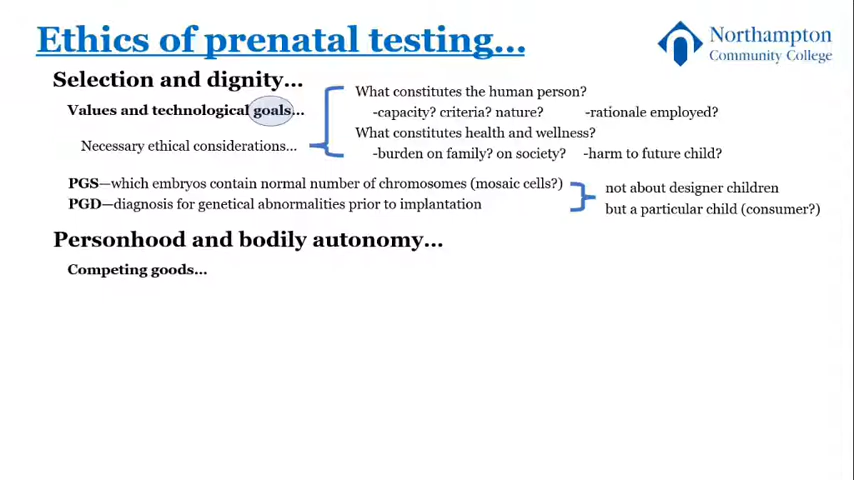 Ethics of prenatal testing...
Northampton
Community College
Selection and dignity...
Values and technological goals...
Necessary ethical considerations...
What constitutes the human person?
-capacity? criteria? nature? -rationale employed?
What constitutes health and wellness?
-burden on family? on society? -harm to future child?
PGS—which embryos contain normal number of chromosomes (mosaic cells?)
PGD—diagnosis for genetical abnormalities prior to implantation
not about designer children
but a particular child (consumer?)
Personhood and bodily autonomy...
Competing goods...